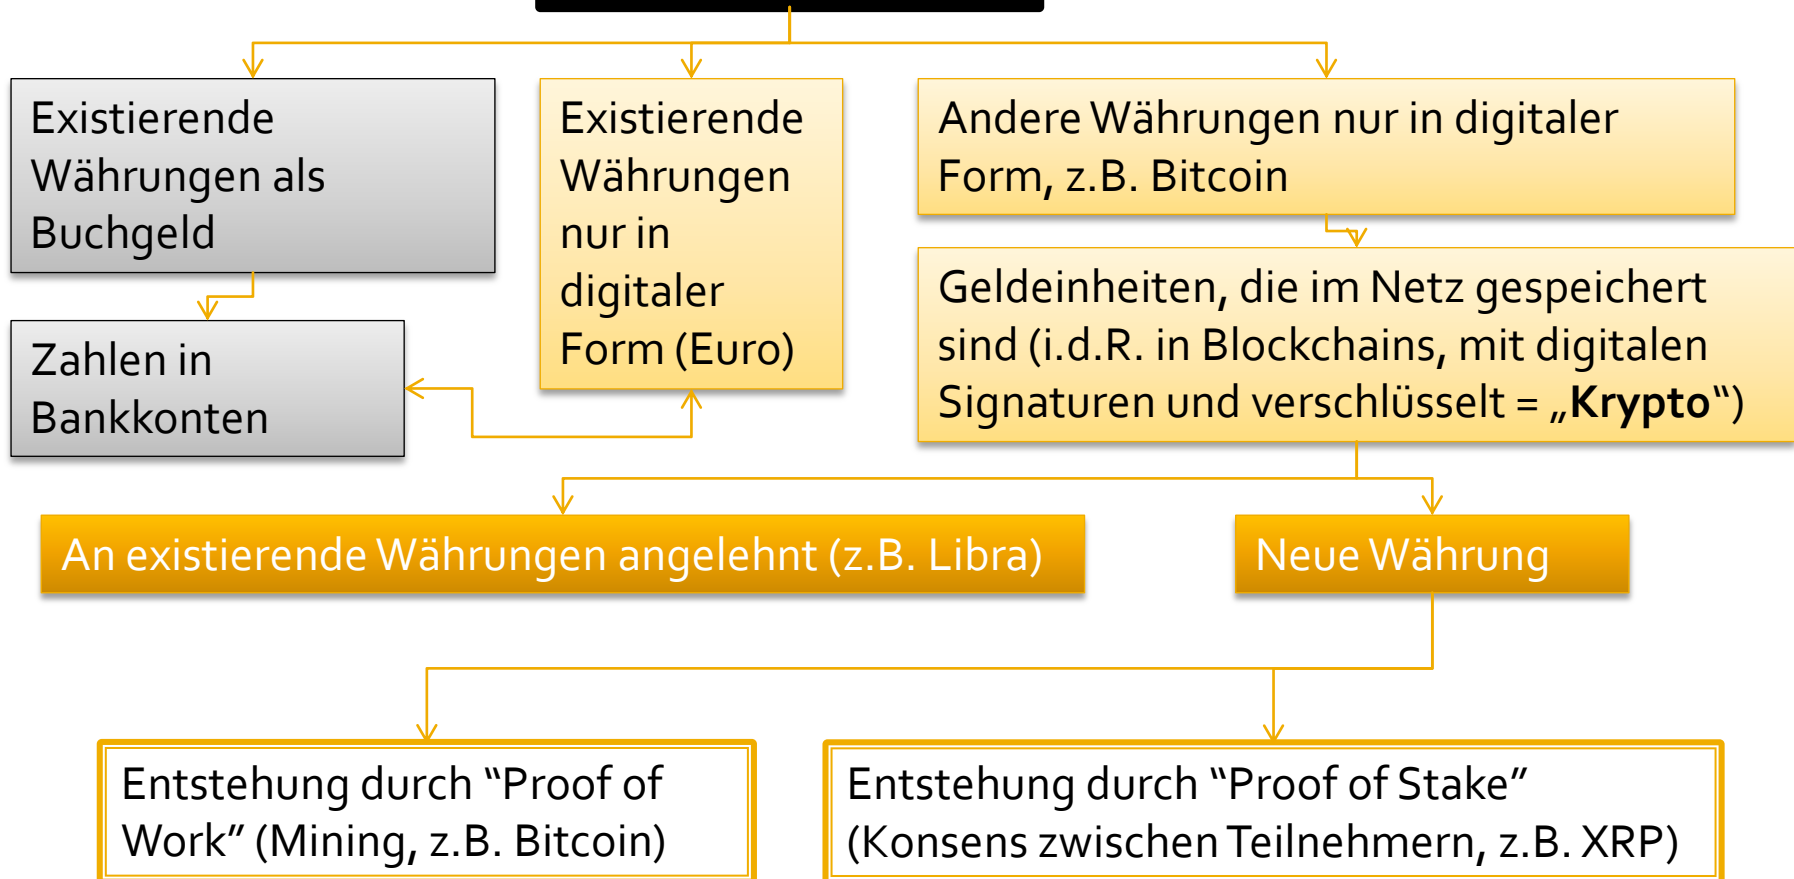 Existierende
Währungen als
Buchgeld
Existierende
Währungen
nur in
digitaler
Form (Euro)
Andere Währungen nur in digitaler
Form, z.B. Bitcoin
Zahlen in
Bankkonten
Geldeinheiten, die im Netz gespeichert
sind (i.d.R. in Blockchains, mit digitalen
Signaturen und verschlüsselt = „Krypto“)
An existierende Währungen angelehnt (z.B. Libra)
Neue Währung
Entstehung durch “Proof of
Work” (Mining, z.B. Bitcoin)
Entstehung durch “Proof of Stake”
(Konsens zwischen Teilnehmern, z.B. XRP)